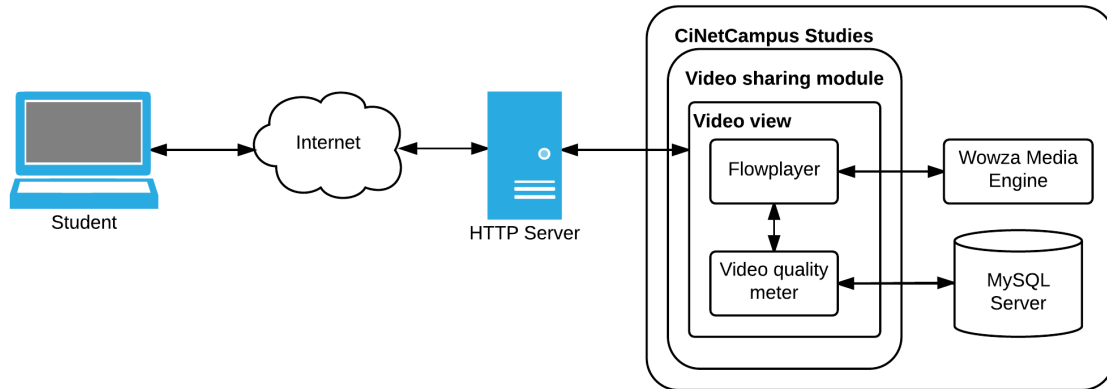 CiNetCampus Studies
Video sharing module
Video view
Internet
Flowplayer
Wowza Media
Engine
Student
HTTP Server
Video quality
meter
MySQL
Server